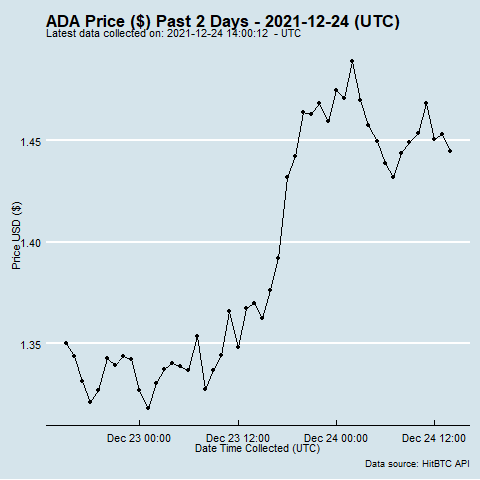 ADA Price ($) Past 2 Days - 2021-12-24 (UTC)
Latest data collected on: 2021-12-24 14:00:12 - UTC
1.45
1.40
1.35
Price USD ($)
Dec 23 00:00 Dec 23 12:00 Dec 24 00:00 Dec 24 12:00
Date Time Collected (UTC)
Data source: HitBTC API